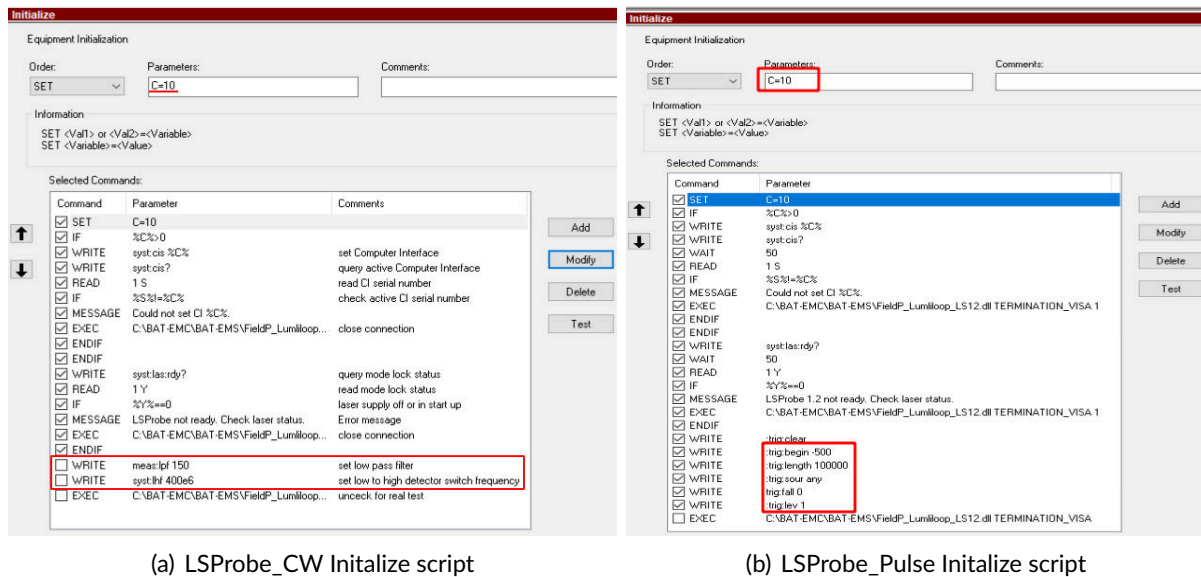 Initialize
Equipment Initialization
Order: Parameters: Comments:
SET C=10
Information
SET <Val1> or <Val2>=<Variable>
SET <Variable>=<Value>
Selected Commands:
Command Parameter Comments
SET C=10
IF %C%>0
WRITE syst:cis %C% set Computer Interface
WRITE syst:cis? query active Computer Interface
READ 1 S read CI serial number
IF %S%!=%C% check active CI serial number
MESSAGE Could not set CI %C%.
EXEC C:\BAT-EMC\BAT-EMS\FieldP_Lumiloop... close connection
ENDIF
ENDIF
WRITE syst:las:rdy? query mode lock status
READ 1 Y read mode lock status
IF %Y%==0 laser supply off or in start up
MESSAGE LSProbe not ready. Check laser status. Error message
EXEC C:\BAT-EMC\BAT-EMS\FieldP_Lumiloop... close connection
ENDIF
WRITE meas:lpf 150 set low pass filter
WRITE syst:lhf 400e6 set low to high detector switch frequency
EXEC C:\BAT-EMC\BAT-EMS\FieldP_Lumiloop... unceck for real test
Add
Modify
Delete
Test
(a) LSProbe_CW Initalize script
Initialize
Equipment Initialization
Order: Parameters: Comments:
SET C=10
Information
SET <Val1> or <Val2>=<Variable>
SET <Variable>=<Value>
Selected Commands:
Command Parameter
SET C=10
IF %C%>0
WRITE syst:cis %C%
WRITE syst:cis?
WAIT 50
READ 1 S
IF %S%!=%C%
MESSAGE Could not set CI %C%.
EXEC C:\BAT-EMC\BAT-EMS\FieldP_Lumiloop_LS12.dll TERMINATION_VISA 1
ENDIF
ENDIF
WRITE syst:las:rdy?
WAIT 50
READ 1 Y
IF %Y%==0
MESSAGE LSProbe 1.2 not ready. Check laser status.
EXEC C:\BAT-EMC\BAT-EMS\FieldP_Lumiloop_LS12.dll TERMINATION_VISA 1
ENDIF
WRITE :trig:clear
WRITE :trig:begin -500
WRITE :trig:length 100000
WRITE :trig:sour any
WRITE trig:fall 0
WRITE :trig:lev 1
EXEC C:\BAT-EMC\BAT-EMS\FieldP_Lumiloop_LS12.dll TERMINATION_VISA
Add
Modify
Delete
Test
(b) LSProbe_Pulse Initalize script